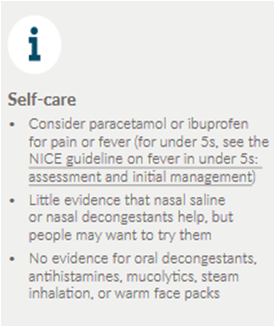 i
Self-care
• Consider paracetamol or ibuprofen
for pain or fever (for under 5s, see the
NICE guideline on fever in under 5s:
assessment and initial management)
• Little evidence that nasal saline
or nasal decongestants help, but
people may want to try them
• No evidence for oral decongestants,
antihistamines, mucolytics, steam
inhalation, or warm face packs